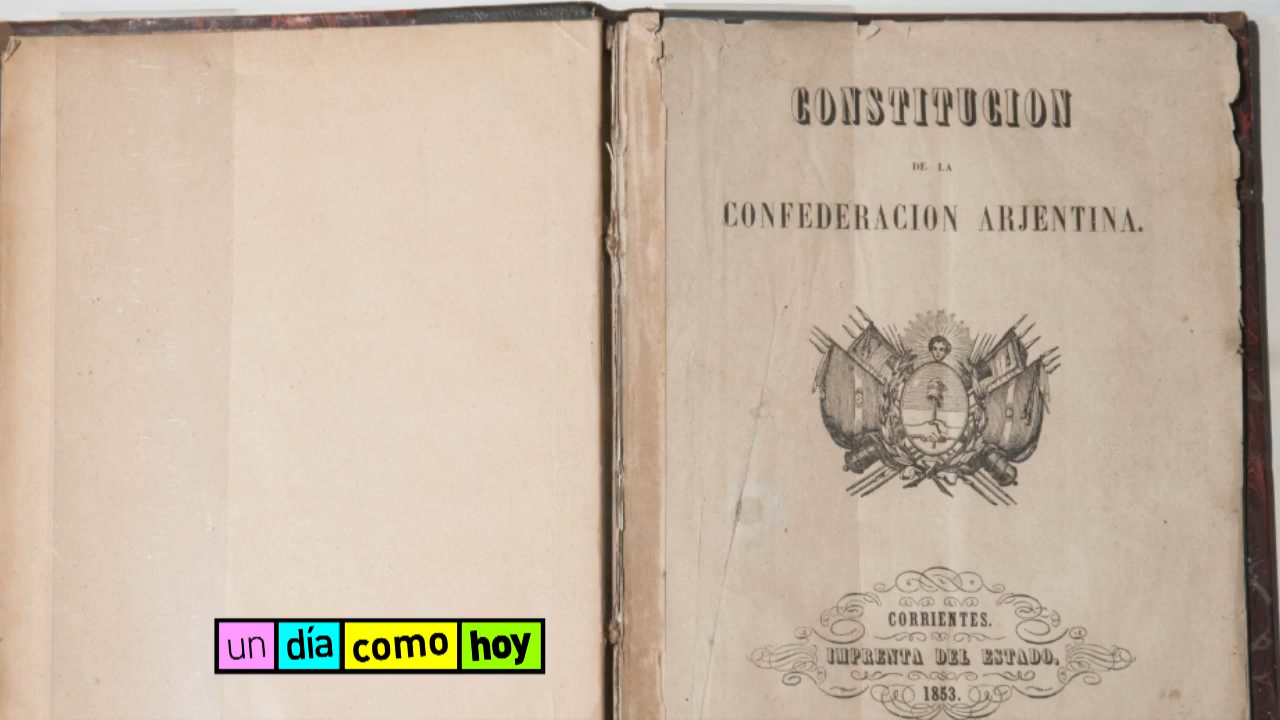 CONSTITUCION
DE LA
CONFEDERACION ARJENTINA.
CORRIENTES.
IMPRENTA DEL ESTADO.
1853.
un día como hoy